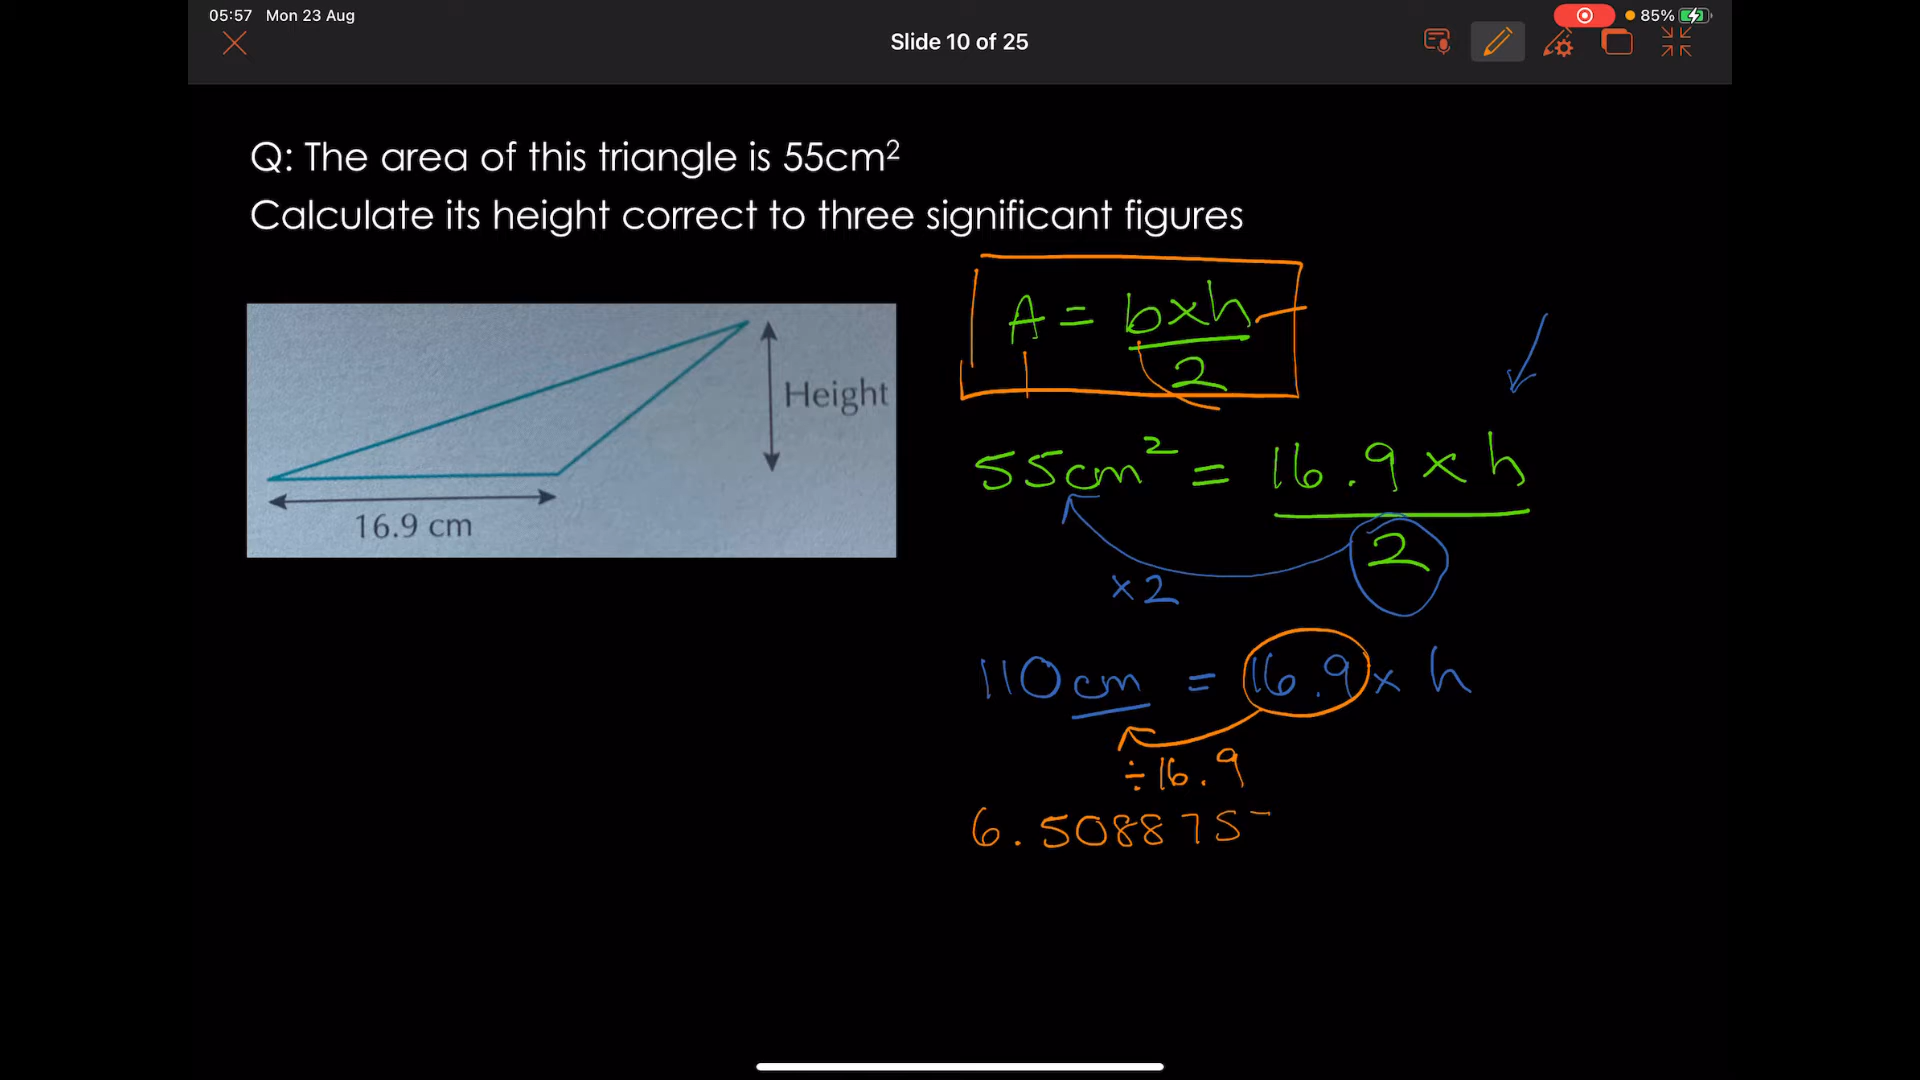 05:57 Mon 23 Aug
85%
Slide 10 of 25
Q: The area of this triangle is 55cm²
Calculate its height correct to three significant figures
Height
16.9 cm
A = b×h
2
55cm² = 16.9 × h
2
×2
110cm = 16.9 × h
÷16.9
6.5088757